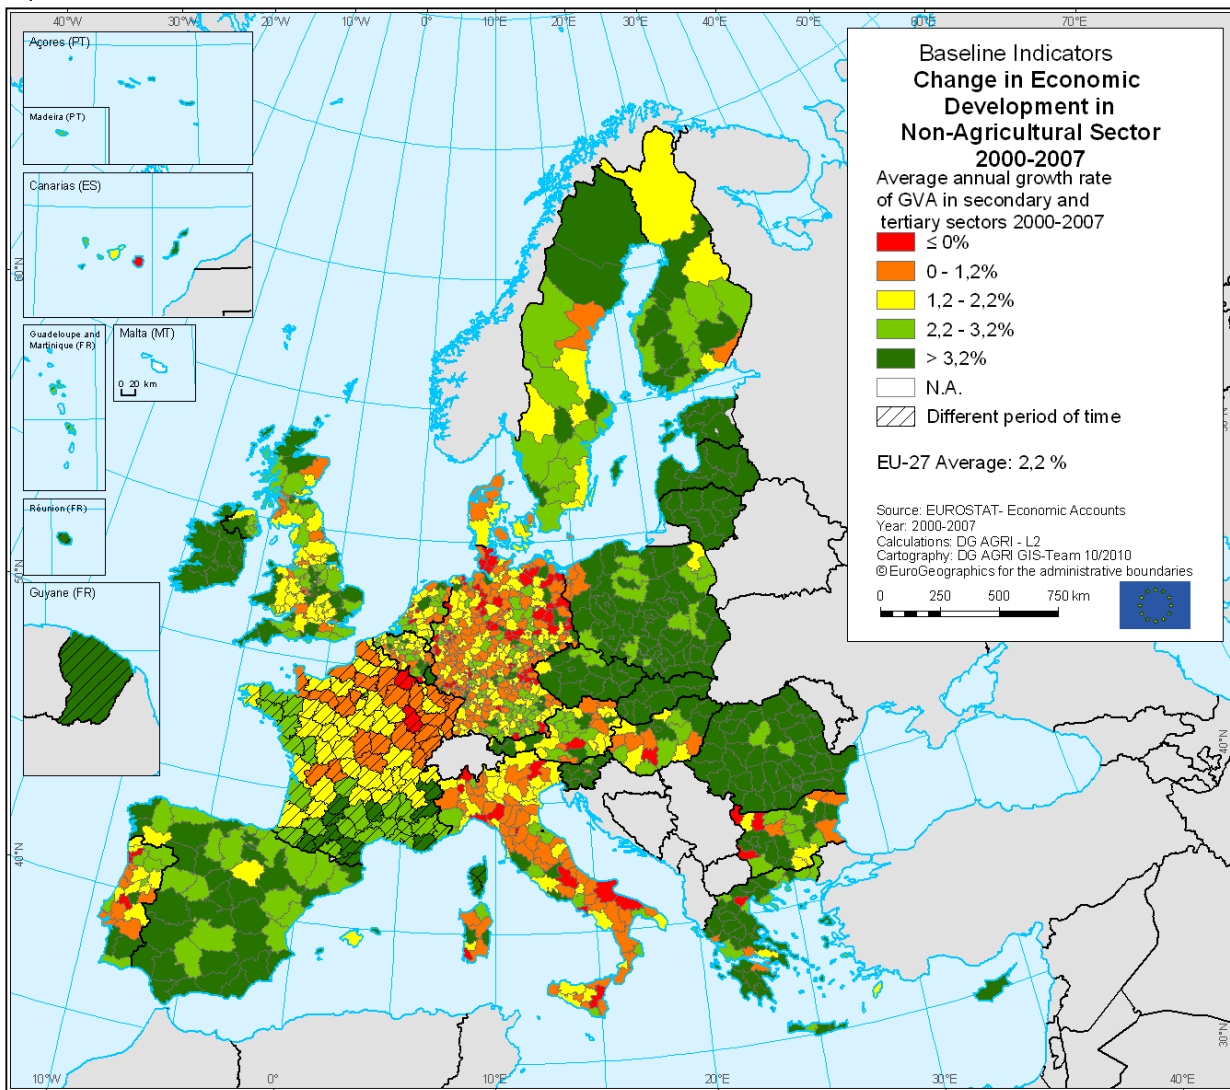 40°W
30°W
20°W
10°W
0°
10°E
20°E
30°E
40°E
50°E
60°E
70°E
Açores (PT)
Madeira (PT)
Canarias (ES)
Guadeloupe and
Martinique (FR)
Malta (MT)
0 20 km
Réunion (FR)
Guyane (FR)
Baseline Indicators
Change in Economic
Development in
Non-Agricultural Sector
2000-2007
Average annual growth rate
of GVA in secondary and
tertiary sectors 2000-2007
≤ 0%
0 - 1,2%
1,2 - 2,2%
2,2 - 3,2%
> 3,2%
N.A.
Different period of time
EU-27 Average: 2,2 %
Source: EUROSTAT- Economic Accounts
Year: 2000-2007
Calculations: DG AGRI - L2
Cartography: DG AGRI GIS-Team 10/2010
© EuroGeographics for the administrative boundaries
0 250 500 750 km
60°N
50°N
40°N
40°N
30°N
10°W
0°
10°E
20°E
30°E
40°E